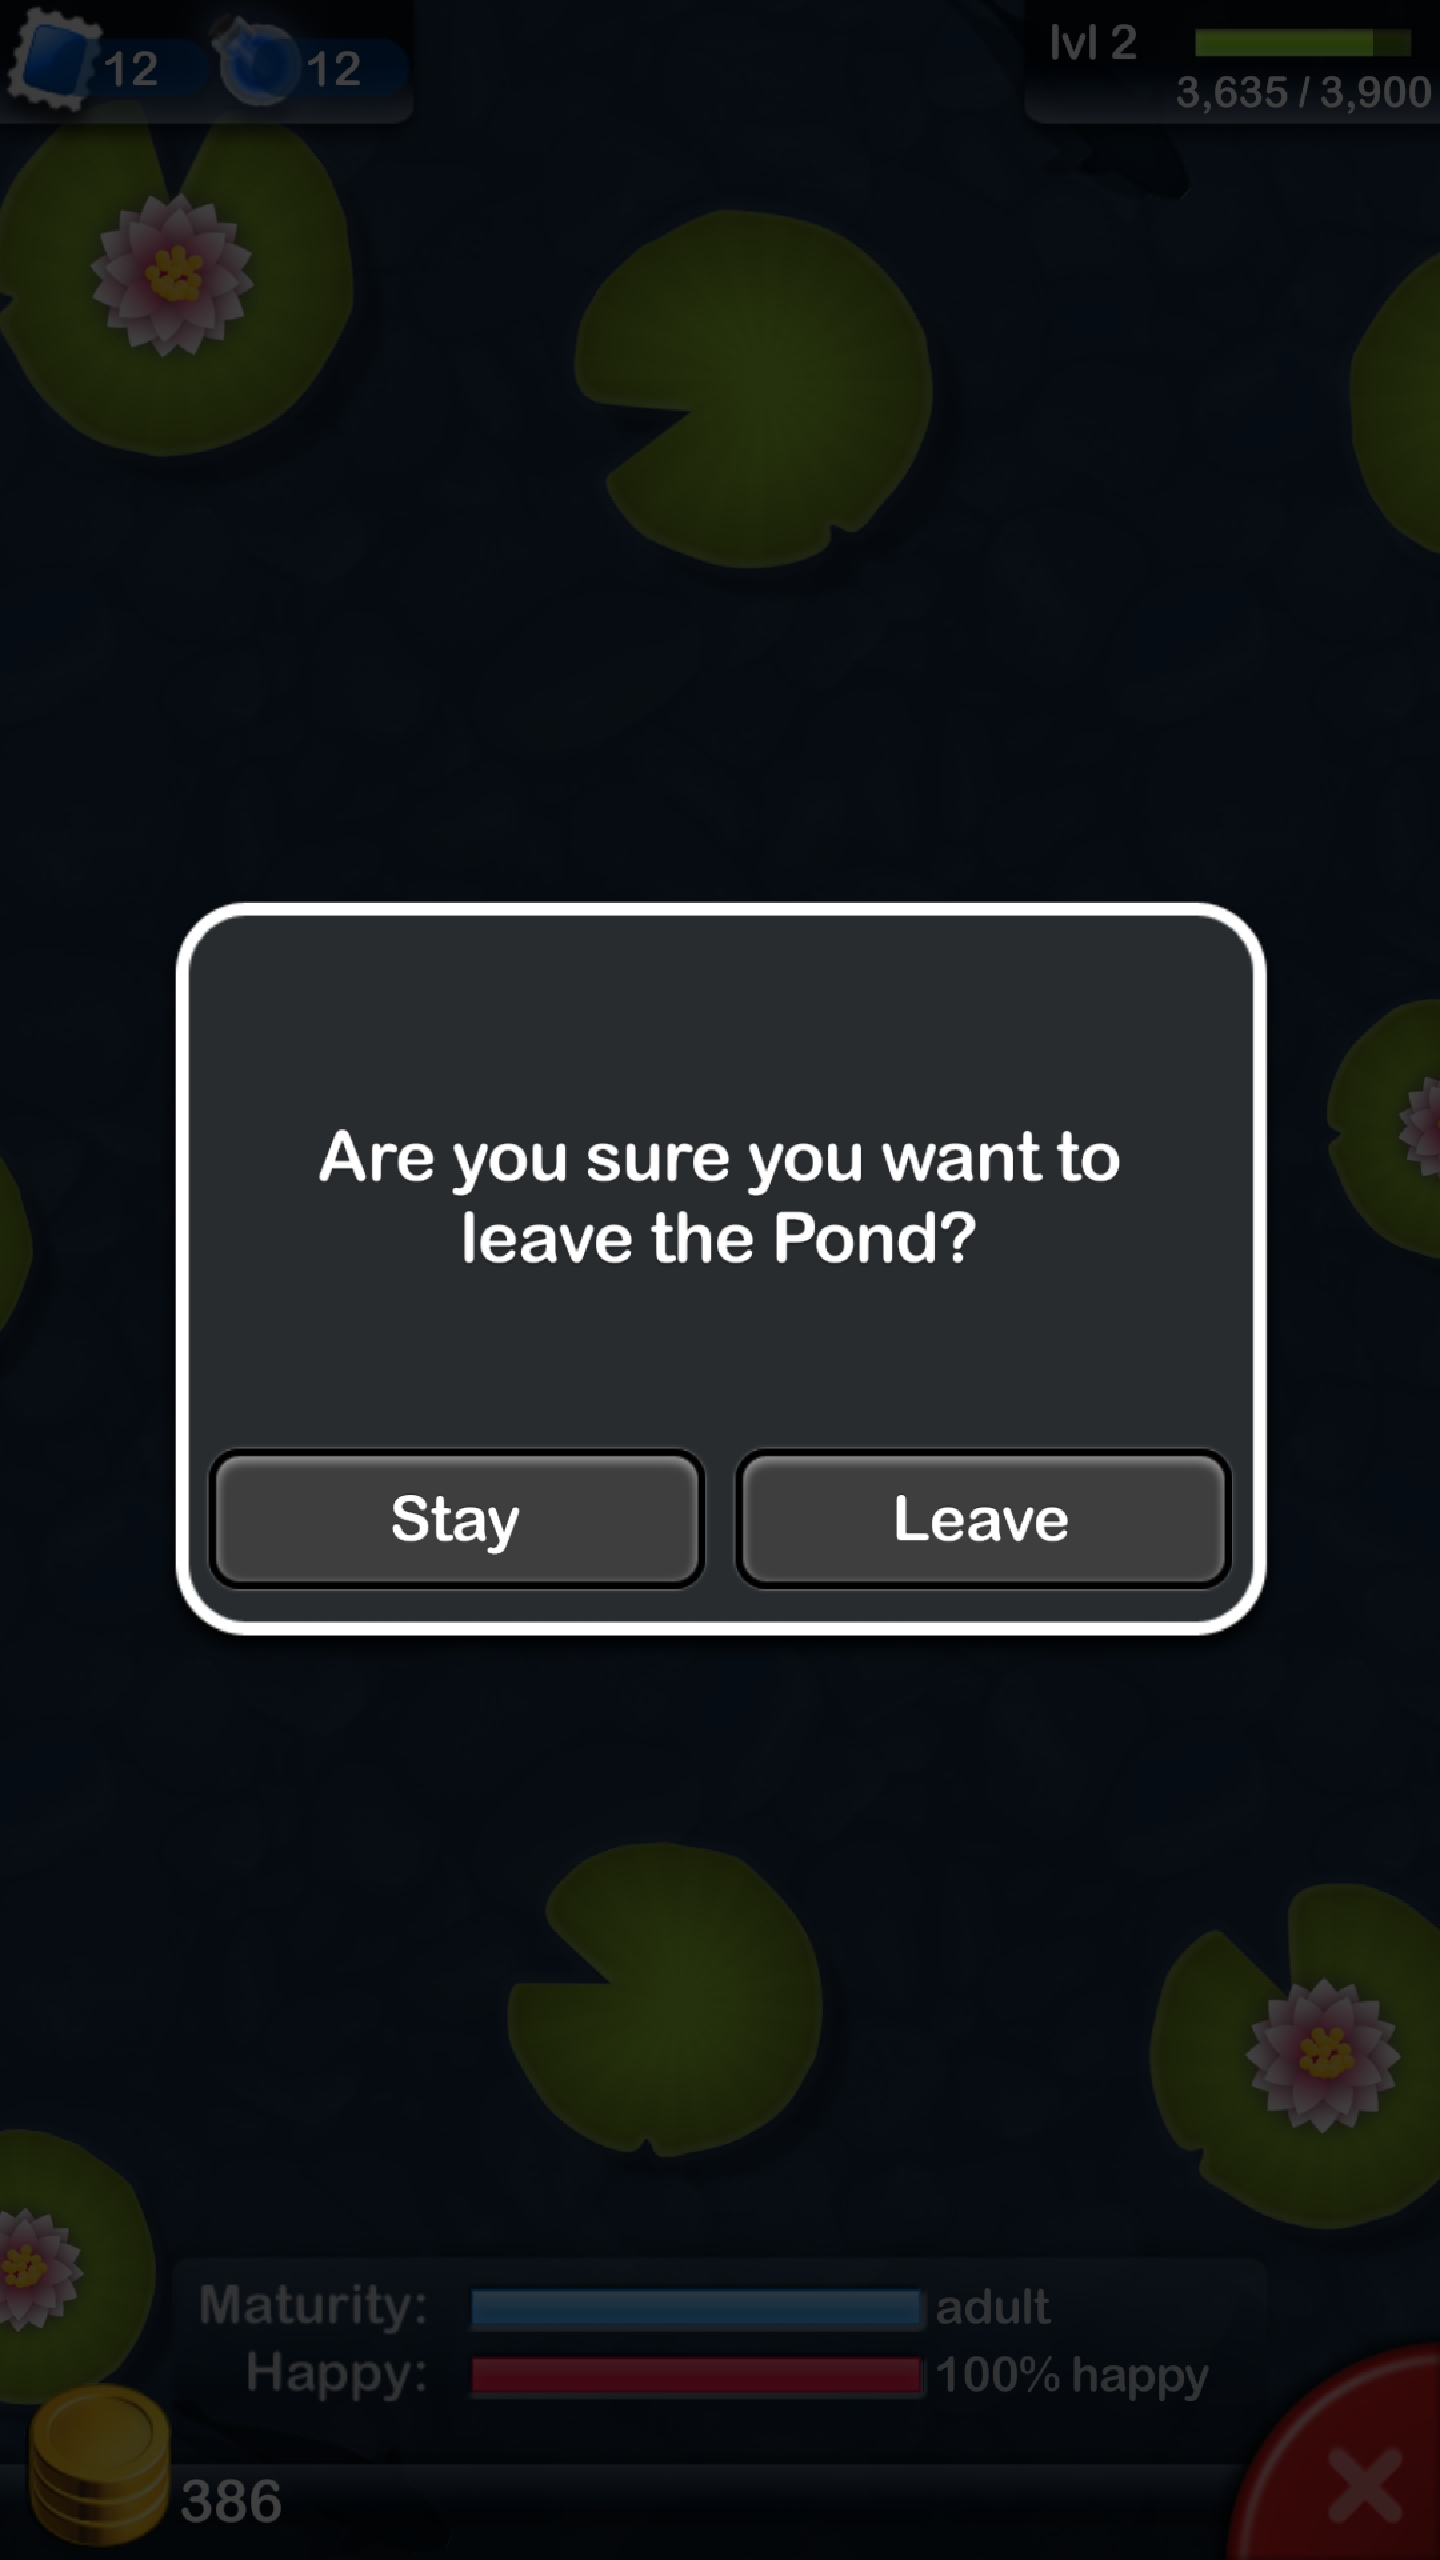 12
12
lvl 2
3,635 / 3,900
Are you sure you want to
leave the Pond?
Stay
Leave
Maturity:
adult
Happy:
100% happy
386